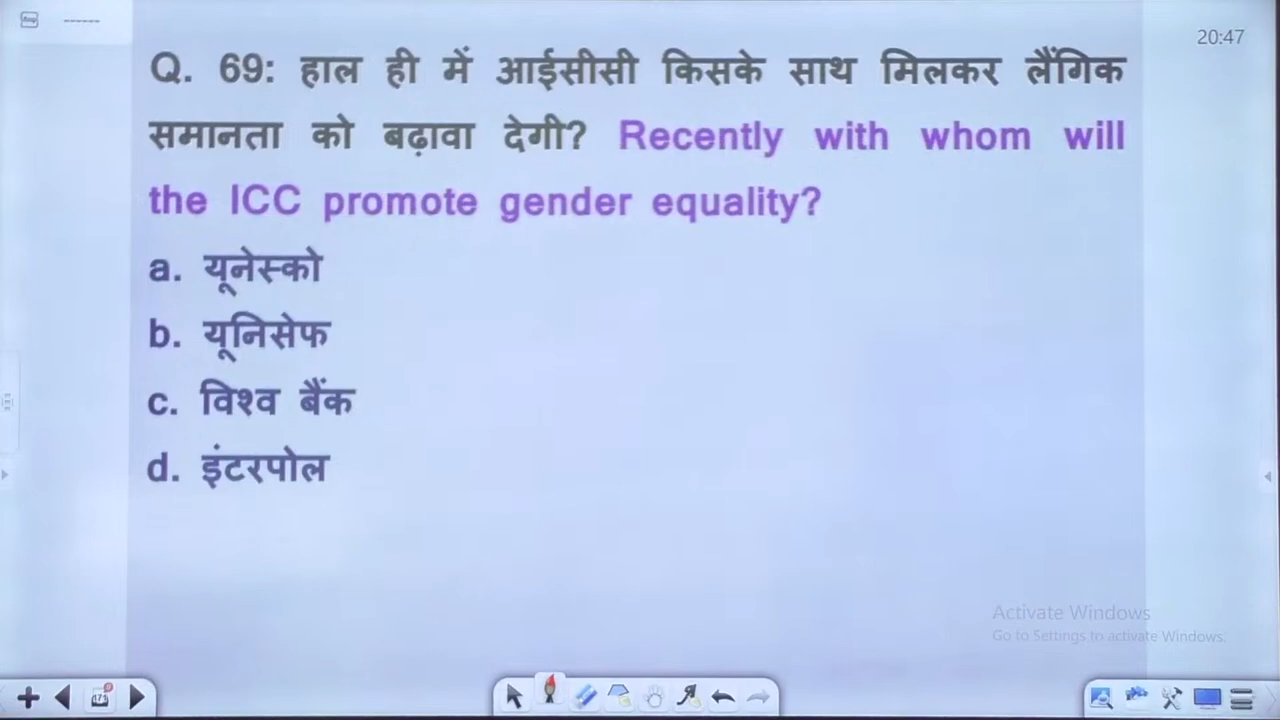 20:47
Q. 69: हाल ही में आईसीसी किसके साथ मिलकर लैंगिक
समानता को बढ़ावा देगी? Recently with whom will
the ICC promote gender equality?
a. यूनेस्को
b. यूनिसेफ
c. विश्व बैंक
d. इंटरपोल
Activate Windows
Go to Settings to activate Windows.
171